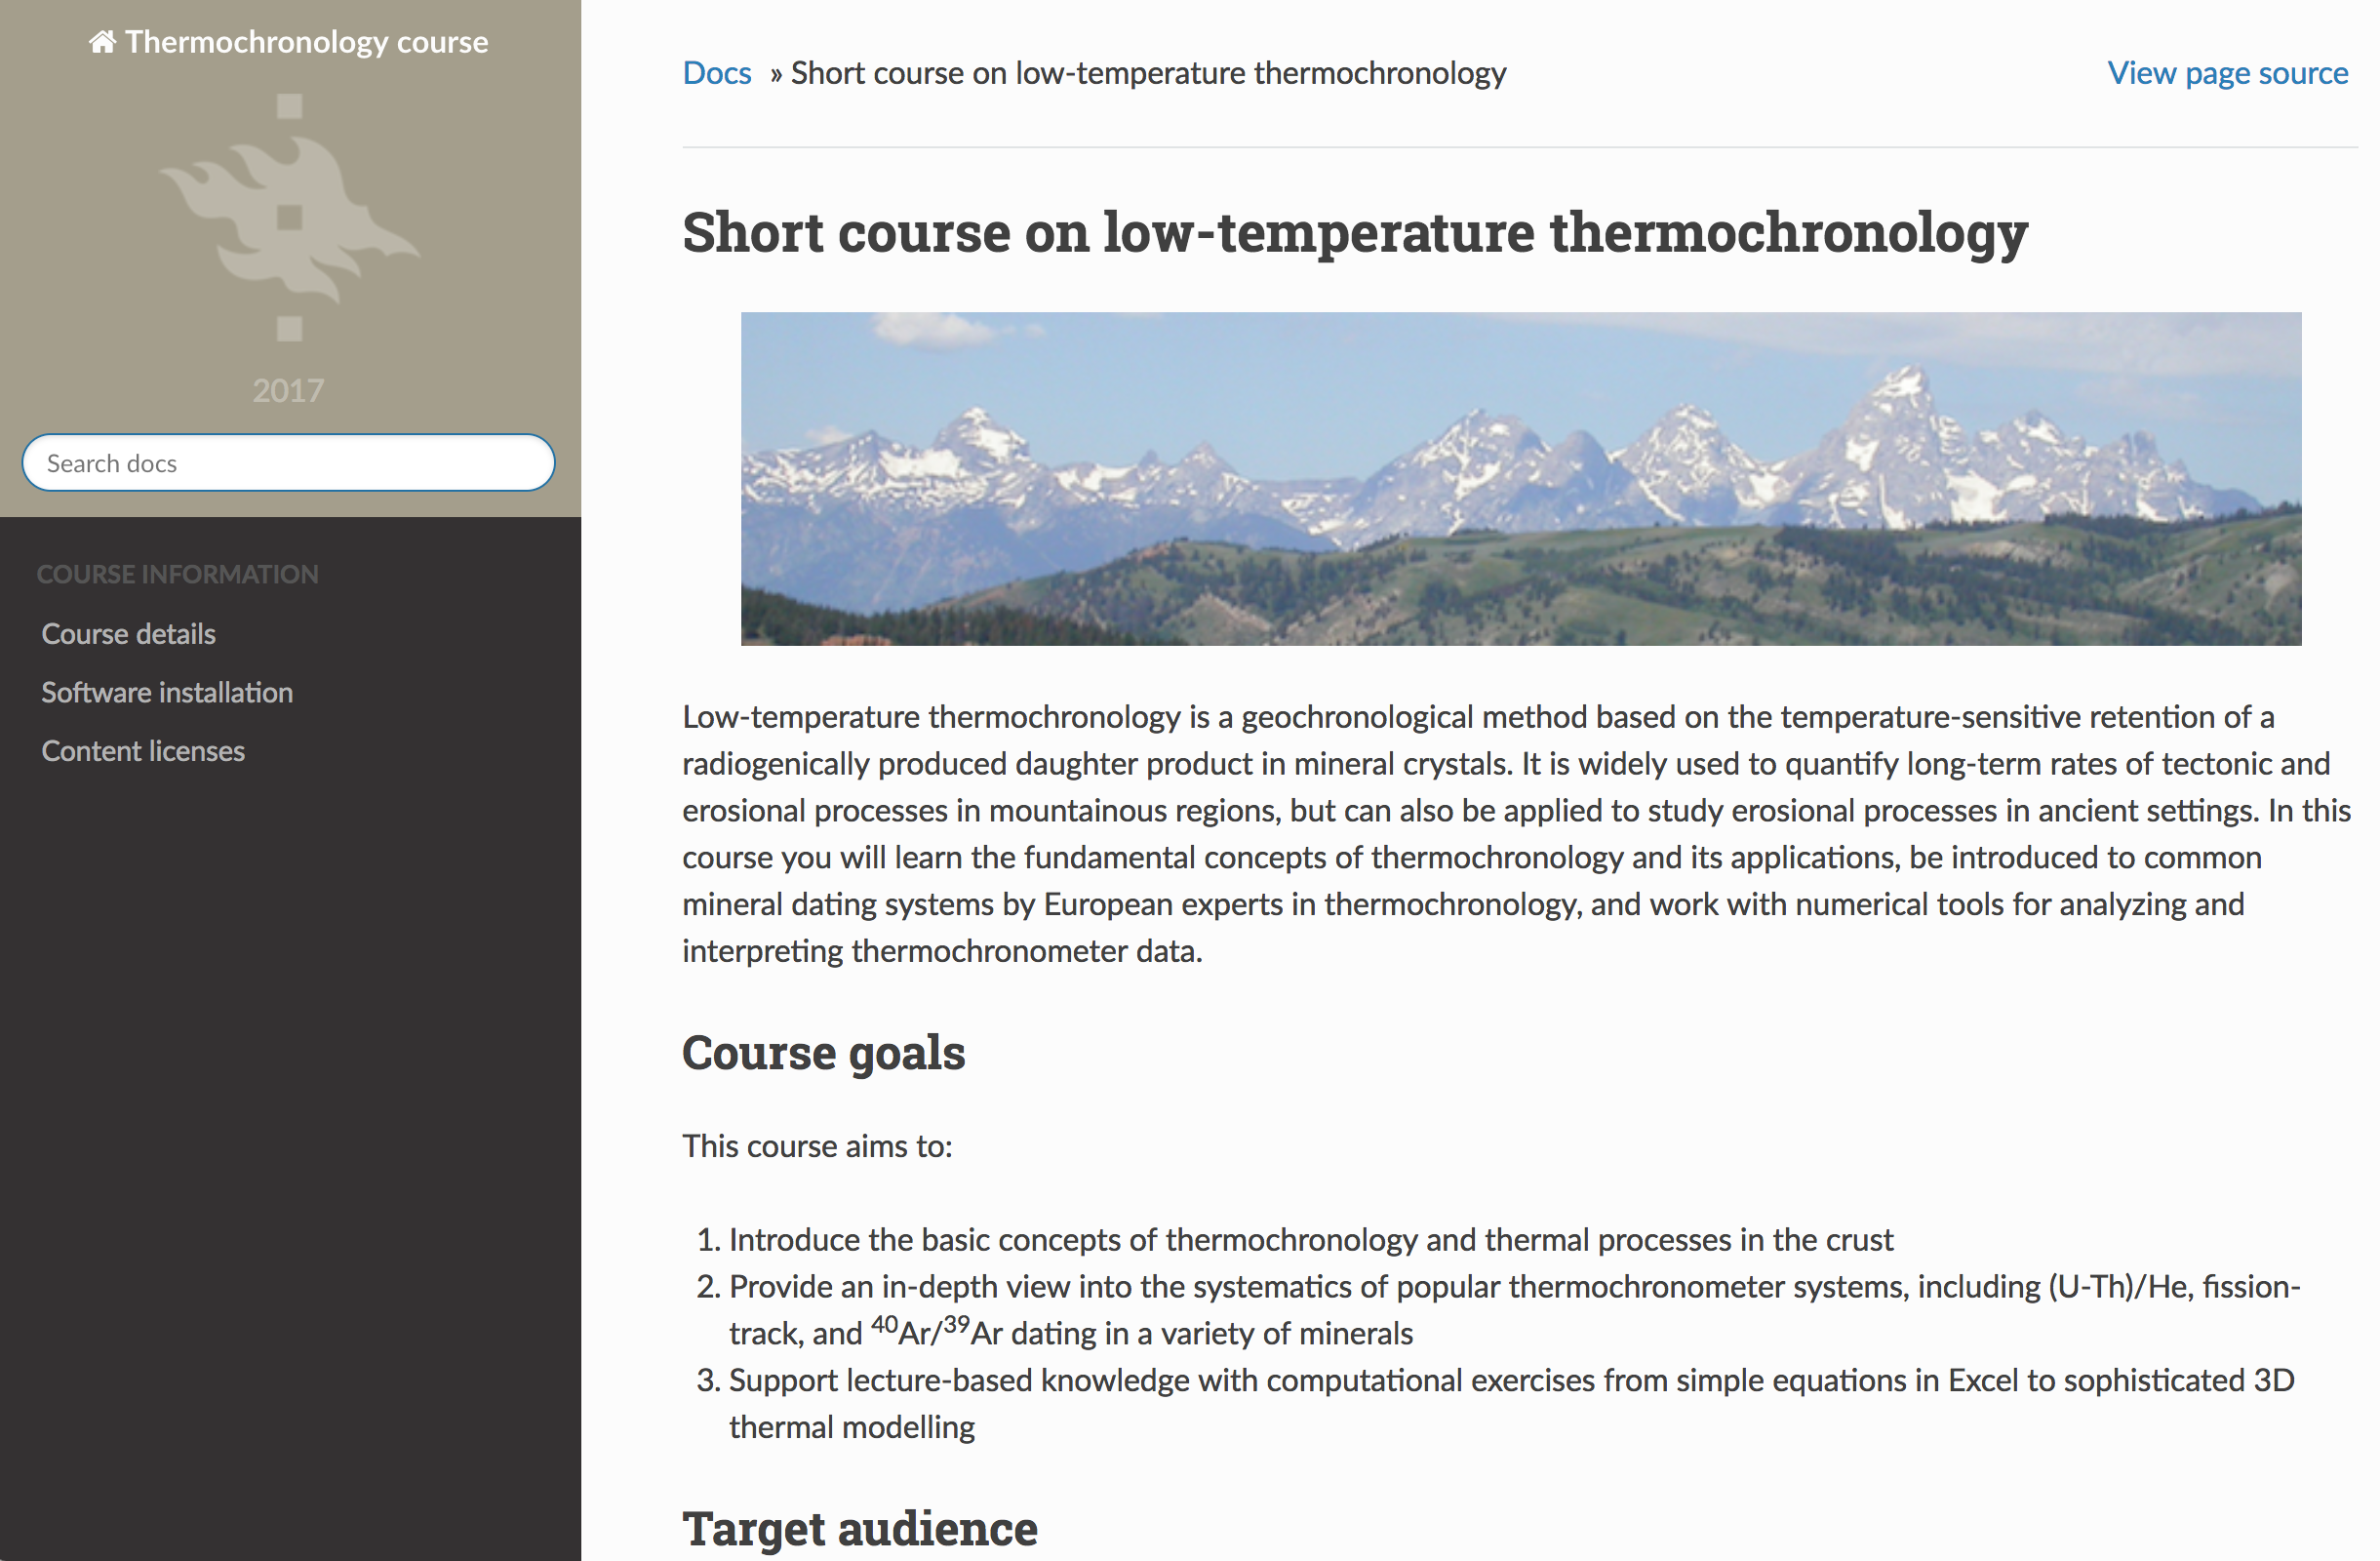 Thermochronology course
2017
Search docs
COURSE INFORMATION
Course details
Software installation
Content licenses
Docs » Short course on low-temperature thermochronology
View page source
Short course on low-temperature thermochronology
Low-temperature thermochronology is a geochronological method based on the temperature-sensitive retention of a
radiogenically produced daughter product in mineral crystals. It is widely used to quantify long-term rates of tectonic and
erosional processes in mountainous regions, but can also be applied to study erosional processes in ancient settings. In this
course you will learn the fundamental concepts of thermochronology and its applications, be introduced to common
mineral dating systems by European experts in thermochronology, and work with numerical tools for analyzing and
interpreting thermochronometer data.
Course goals
This course aims to:
1. Introduce the basic concepts of thermochronology and thermal processes in the crust
2. Provide an in-depth view into the systematics of popular thermochronometer systems, including (U-Th)/He, fission-
track, and ⁴⁰Ar/³⁹Ar dating in a variety of minerals
3. Support lecture-based knowledge with computational exercises from simple equations in Excel to sophisticated 3D
thermal modelling
Target audience